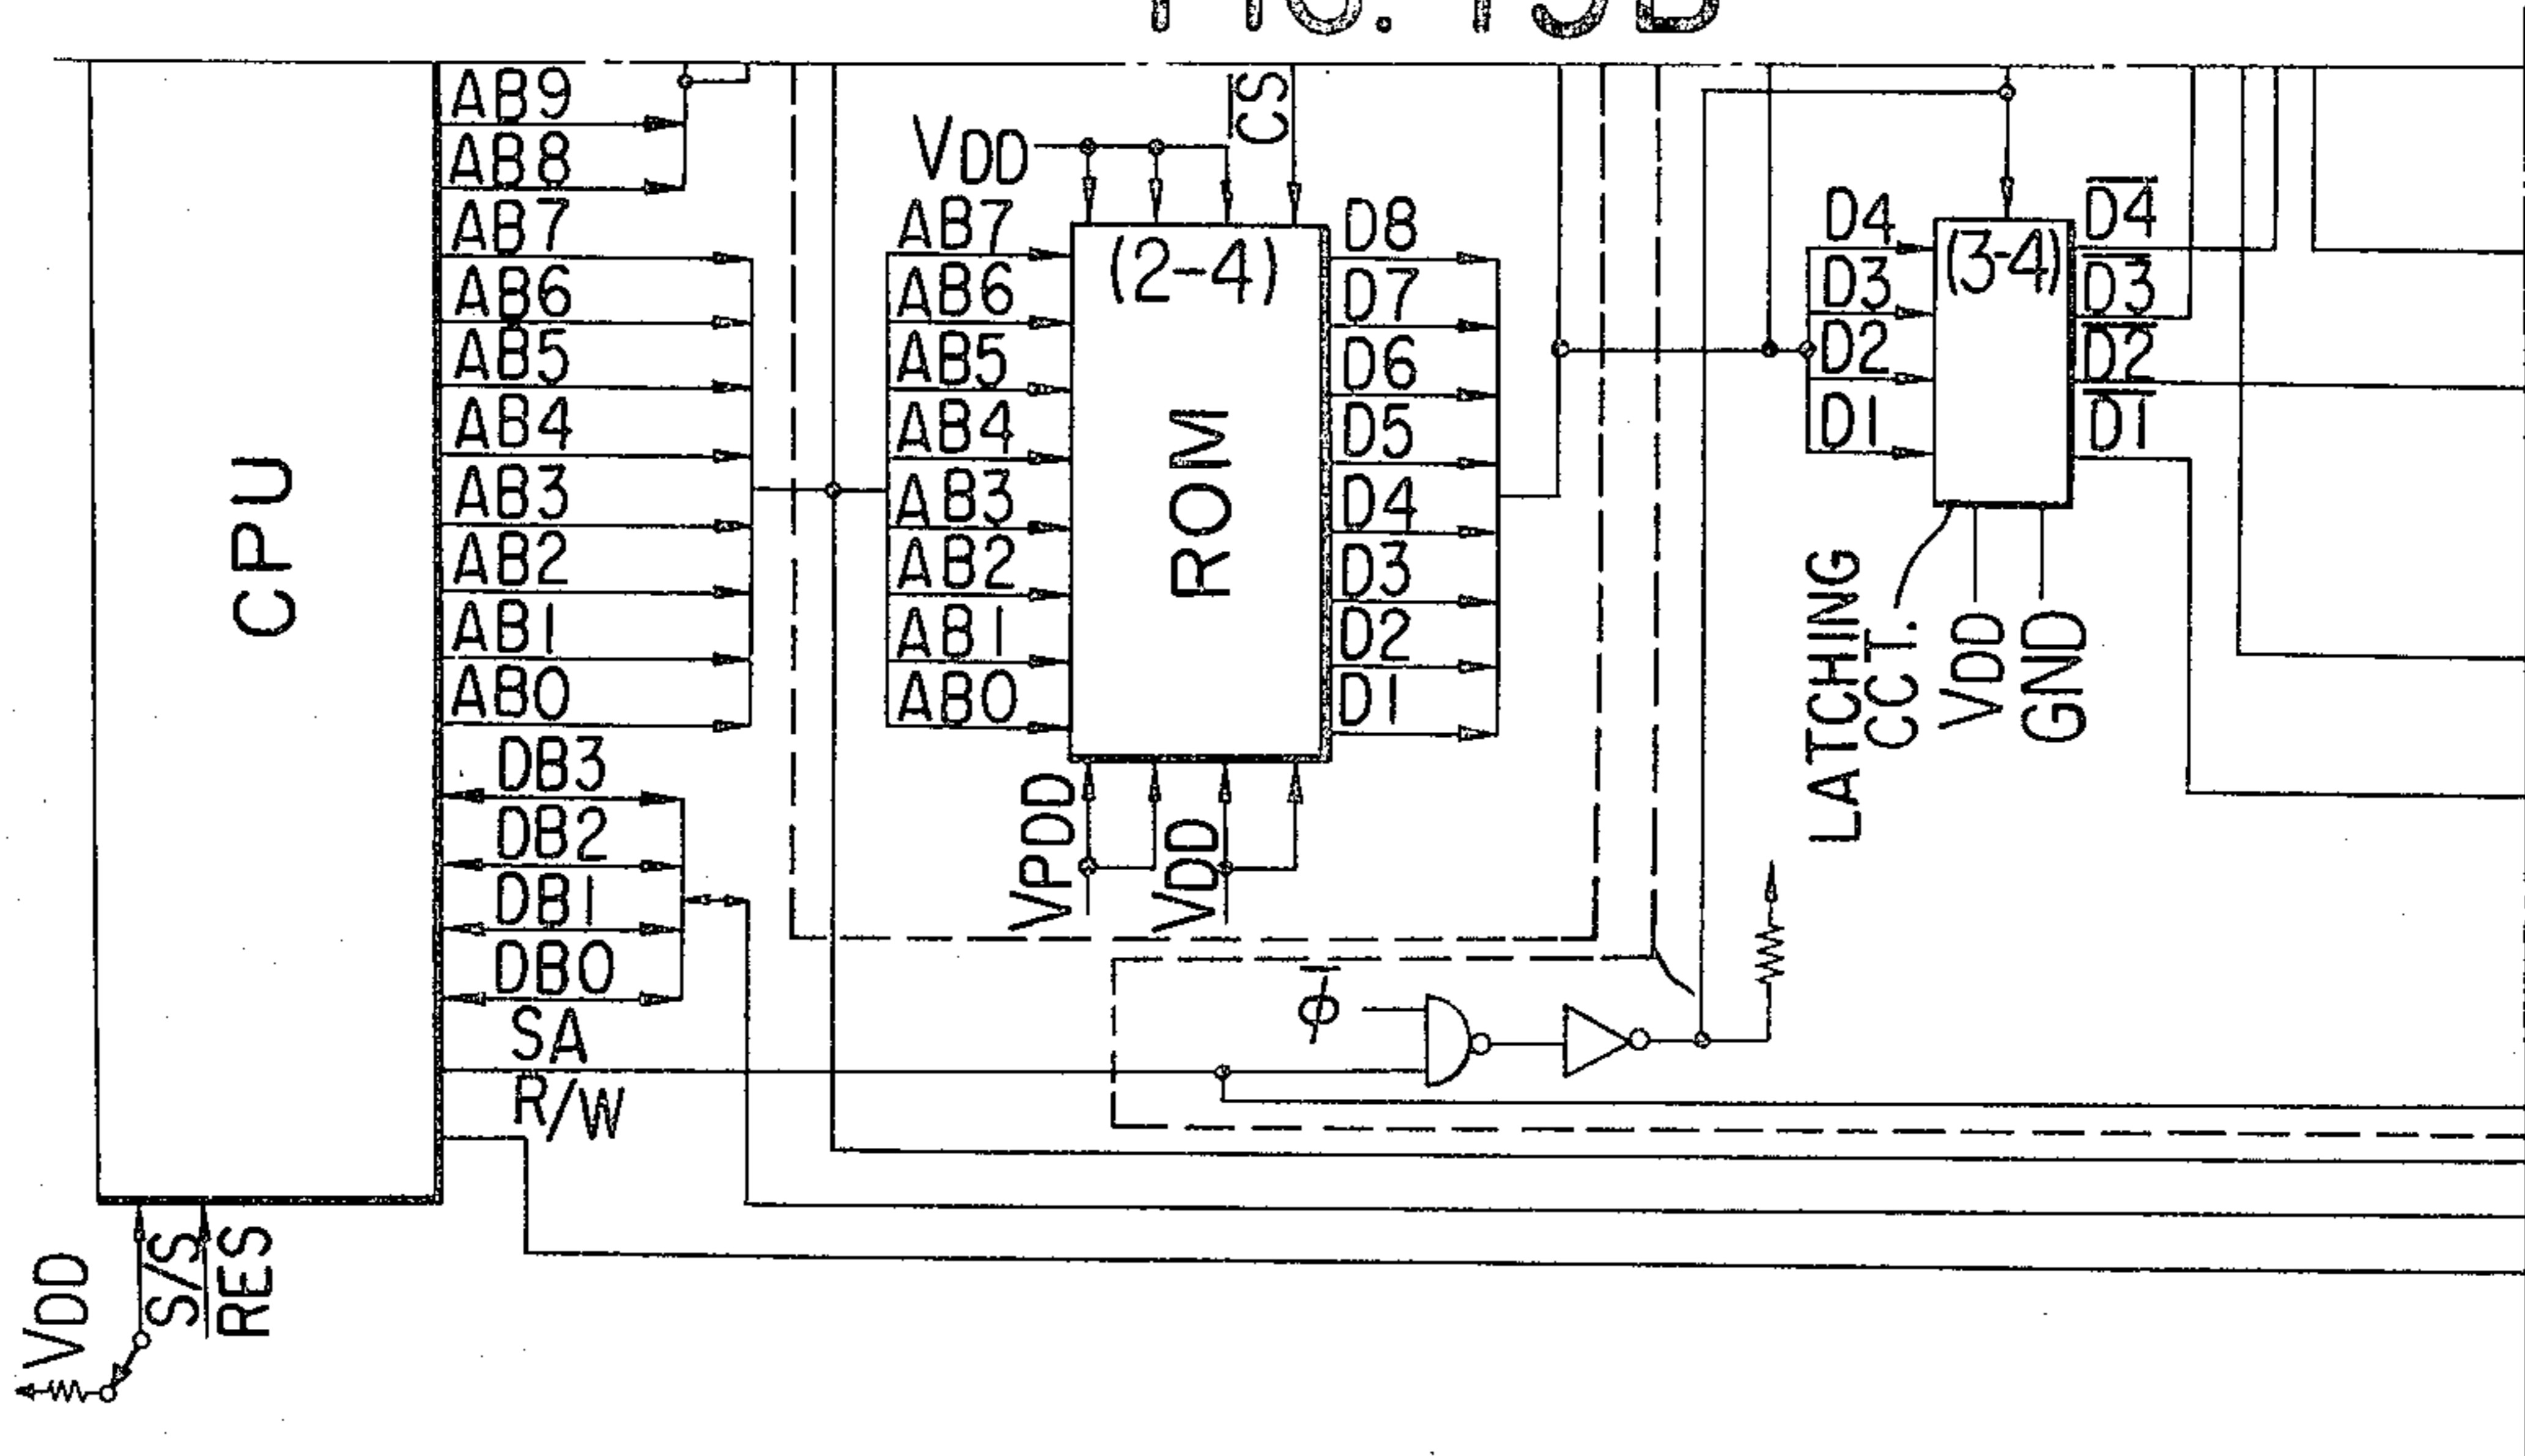 FIG. 15B
CPU
AB9
AB8
AB7
AB6
AB5
AB4
AB3
AB2
AB1
AB0
DB3
DB2
DB1
DB0
SA
R/W
VDD
S/S
RES
VDD
CS
AB7
AB6
AB5
AB4
AB3
AB2
AB1
AB0
(2-4)
ROM
D8
D7
D6
D5
D4
D3
D2
D1
VPDD
VDD
φ
D4
D3
D2
D1
(3-4)
D4
D3
D2
D1
LATCHING
CCT.
VDD
GND